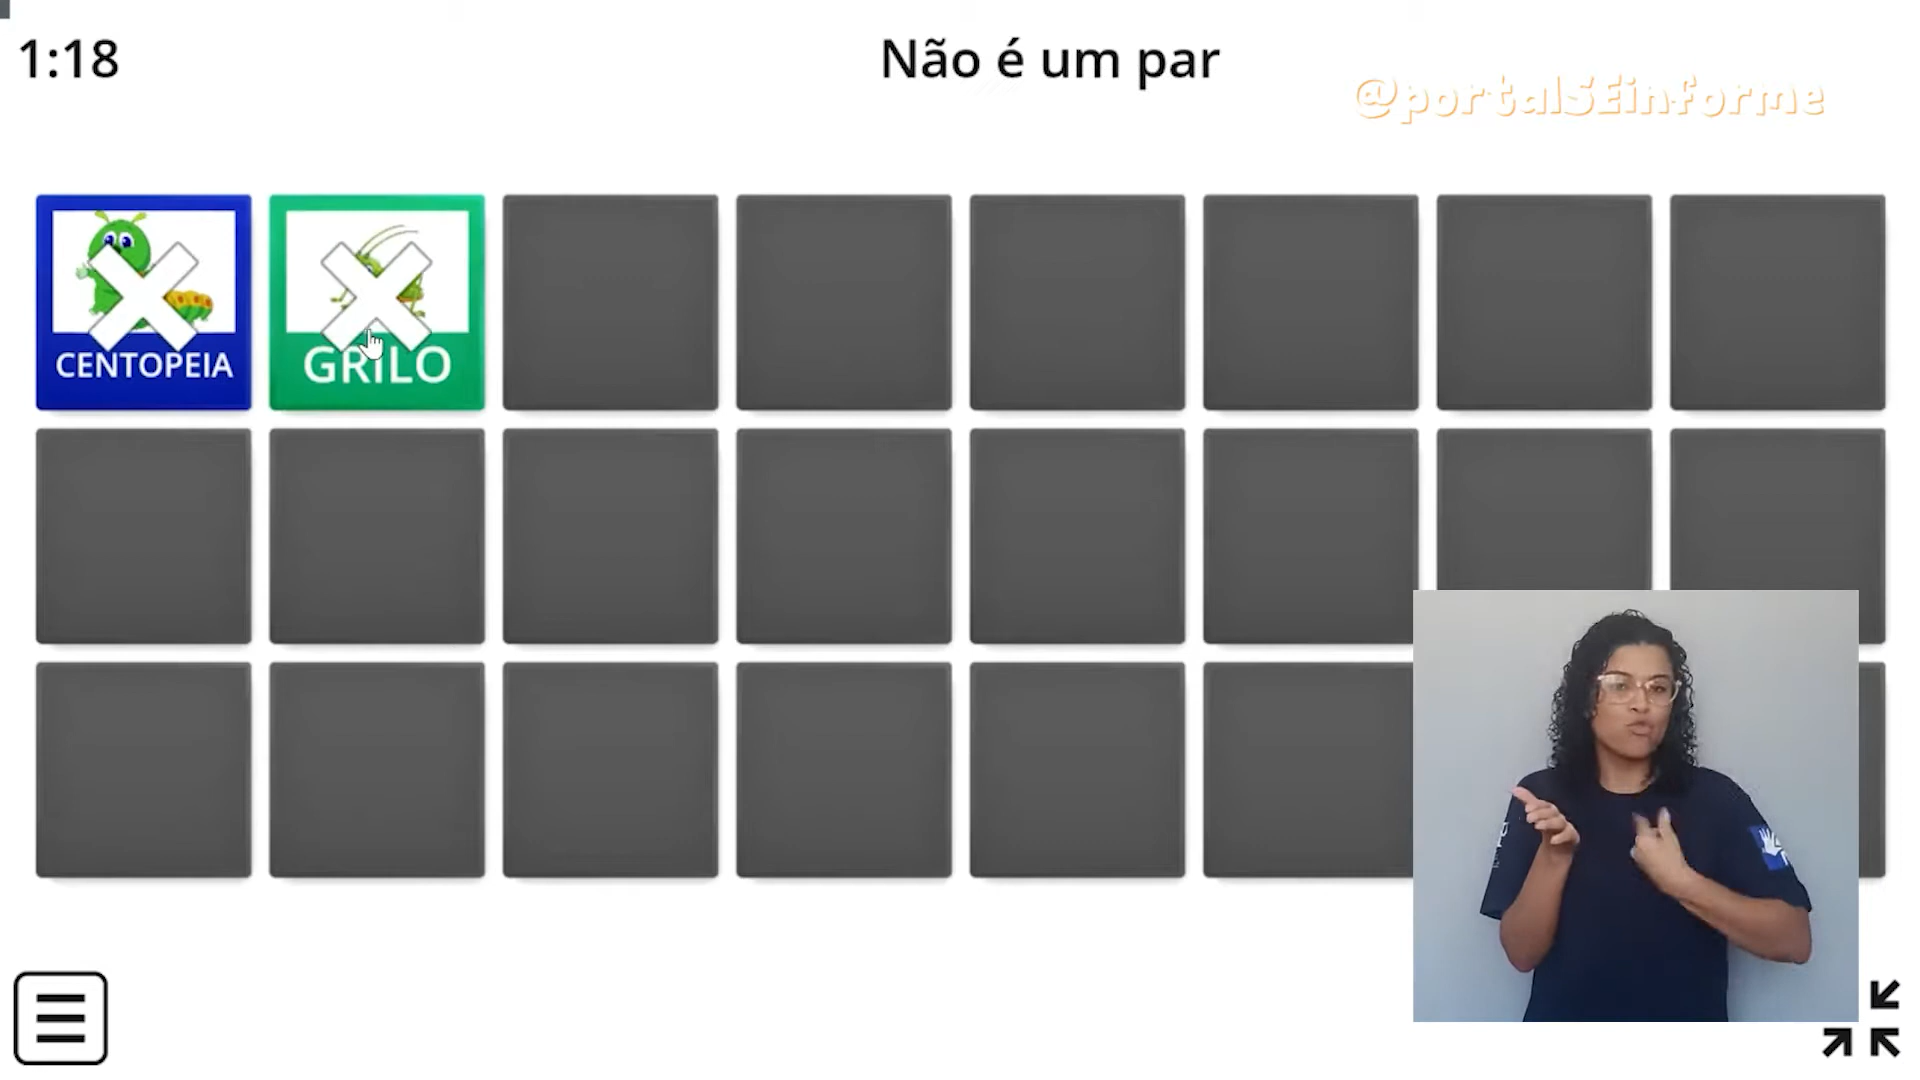 1:18
Não é um par
@portalSEinforme
CENTOPEIA
GRILO